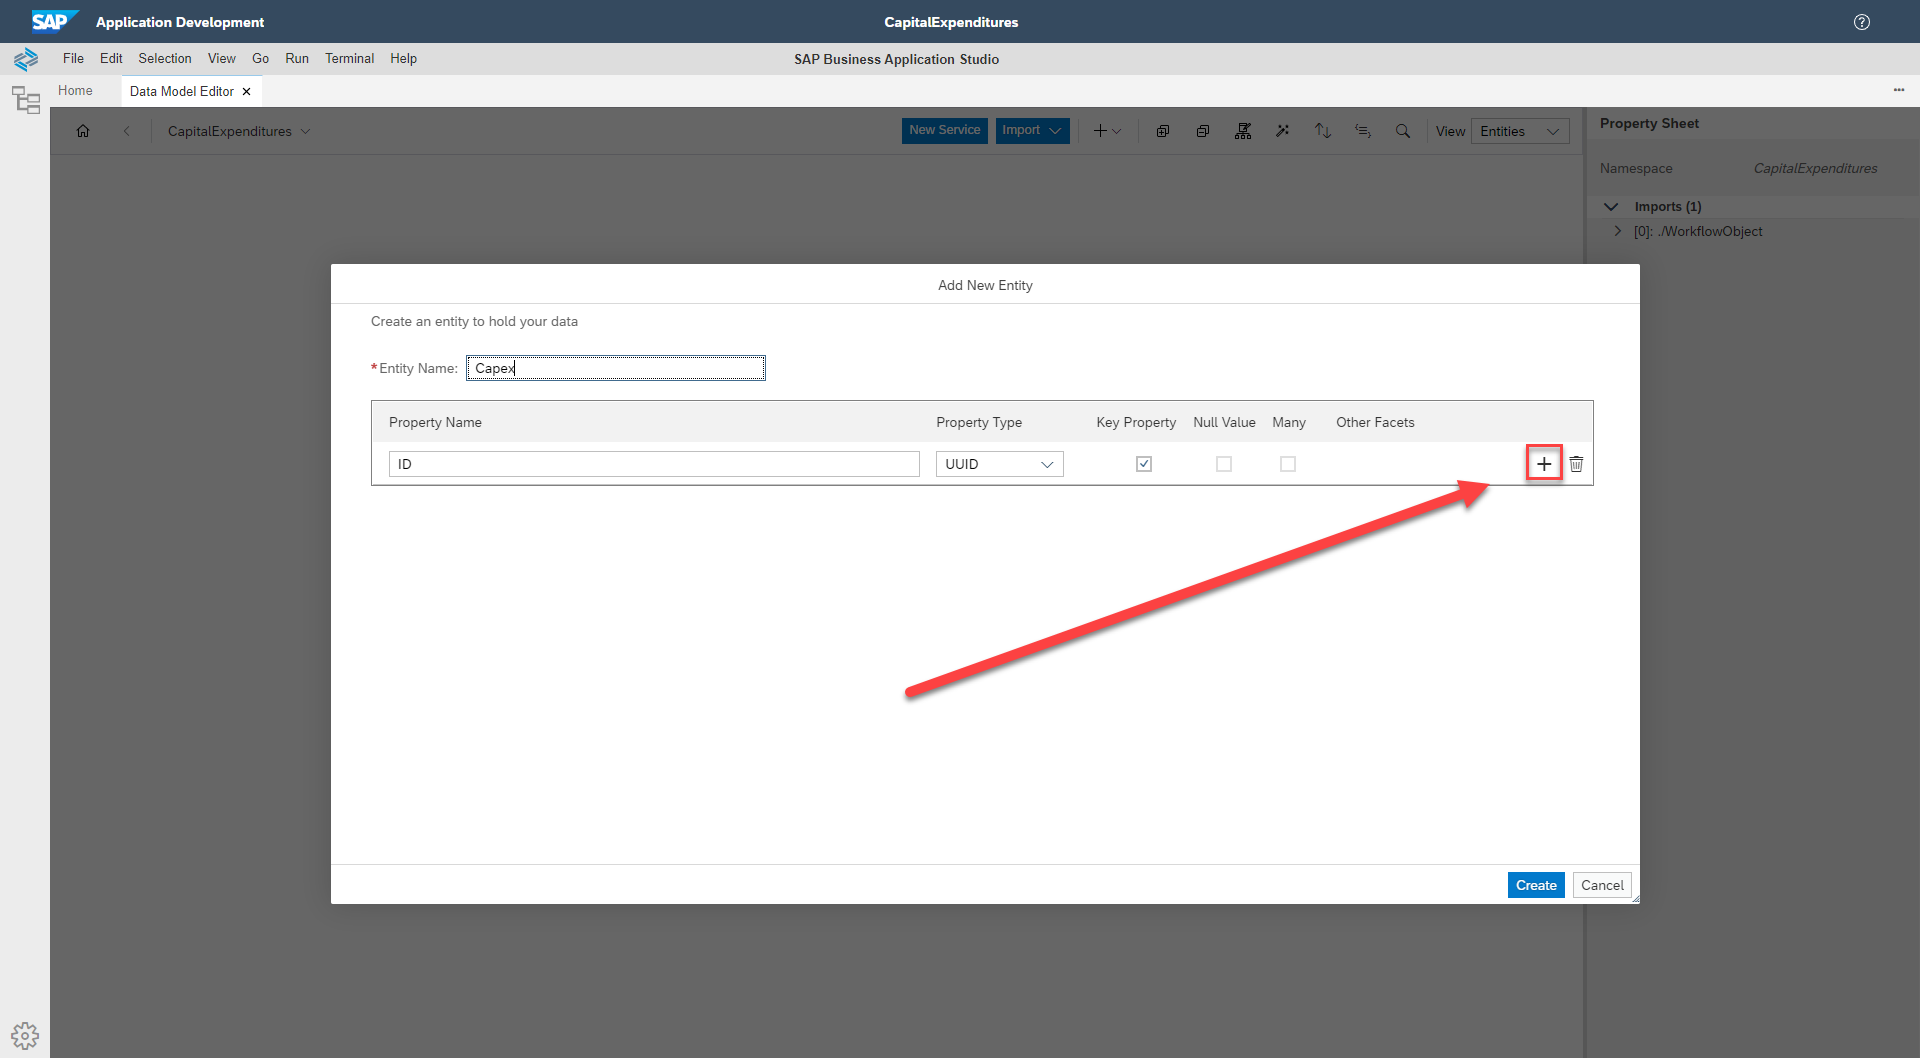 SAP Application Development
CapitalExpenditures
File Edit Selection View Go Run Terminal Help
SAP Business Application Studio
Home
Data Model Editor
CapitalExpenditures
New Service
Import
View
Entities
Property Sheet
Namespace
CapitalExpenditures
Imports (1)
[0]: ./WorkflowObject
Add New Entity
Create an entity to hold your data
*Entity Name:
Capex
Property Name
Property Type
Key Property
Null Value
Many
Other Facets
ID
UUID
Create
Cancel